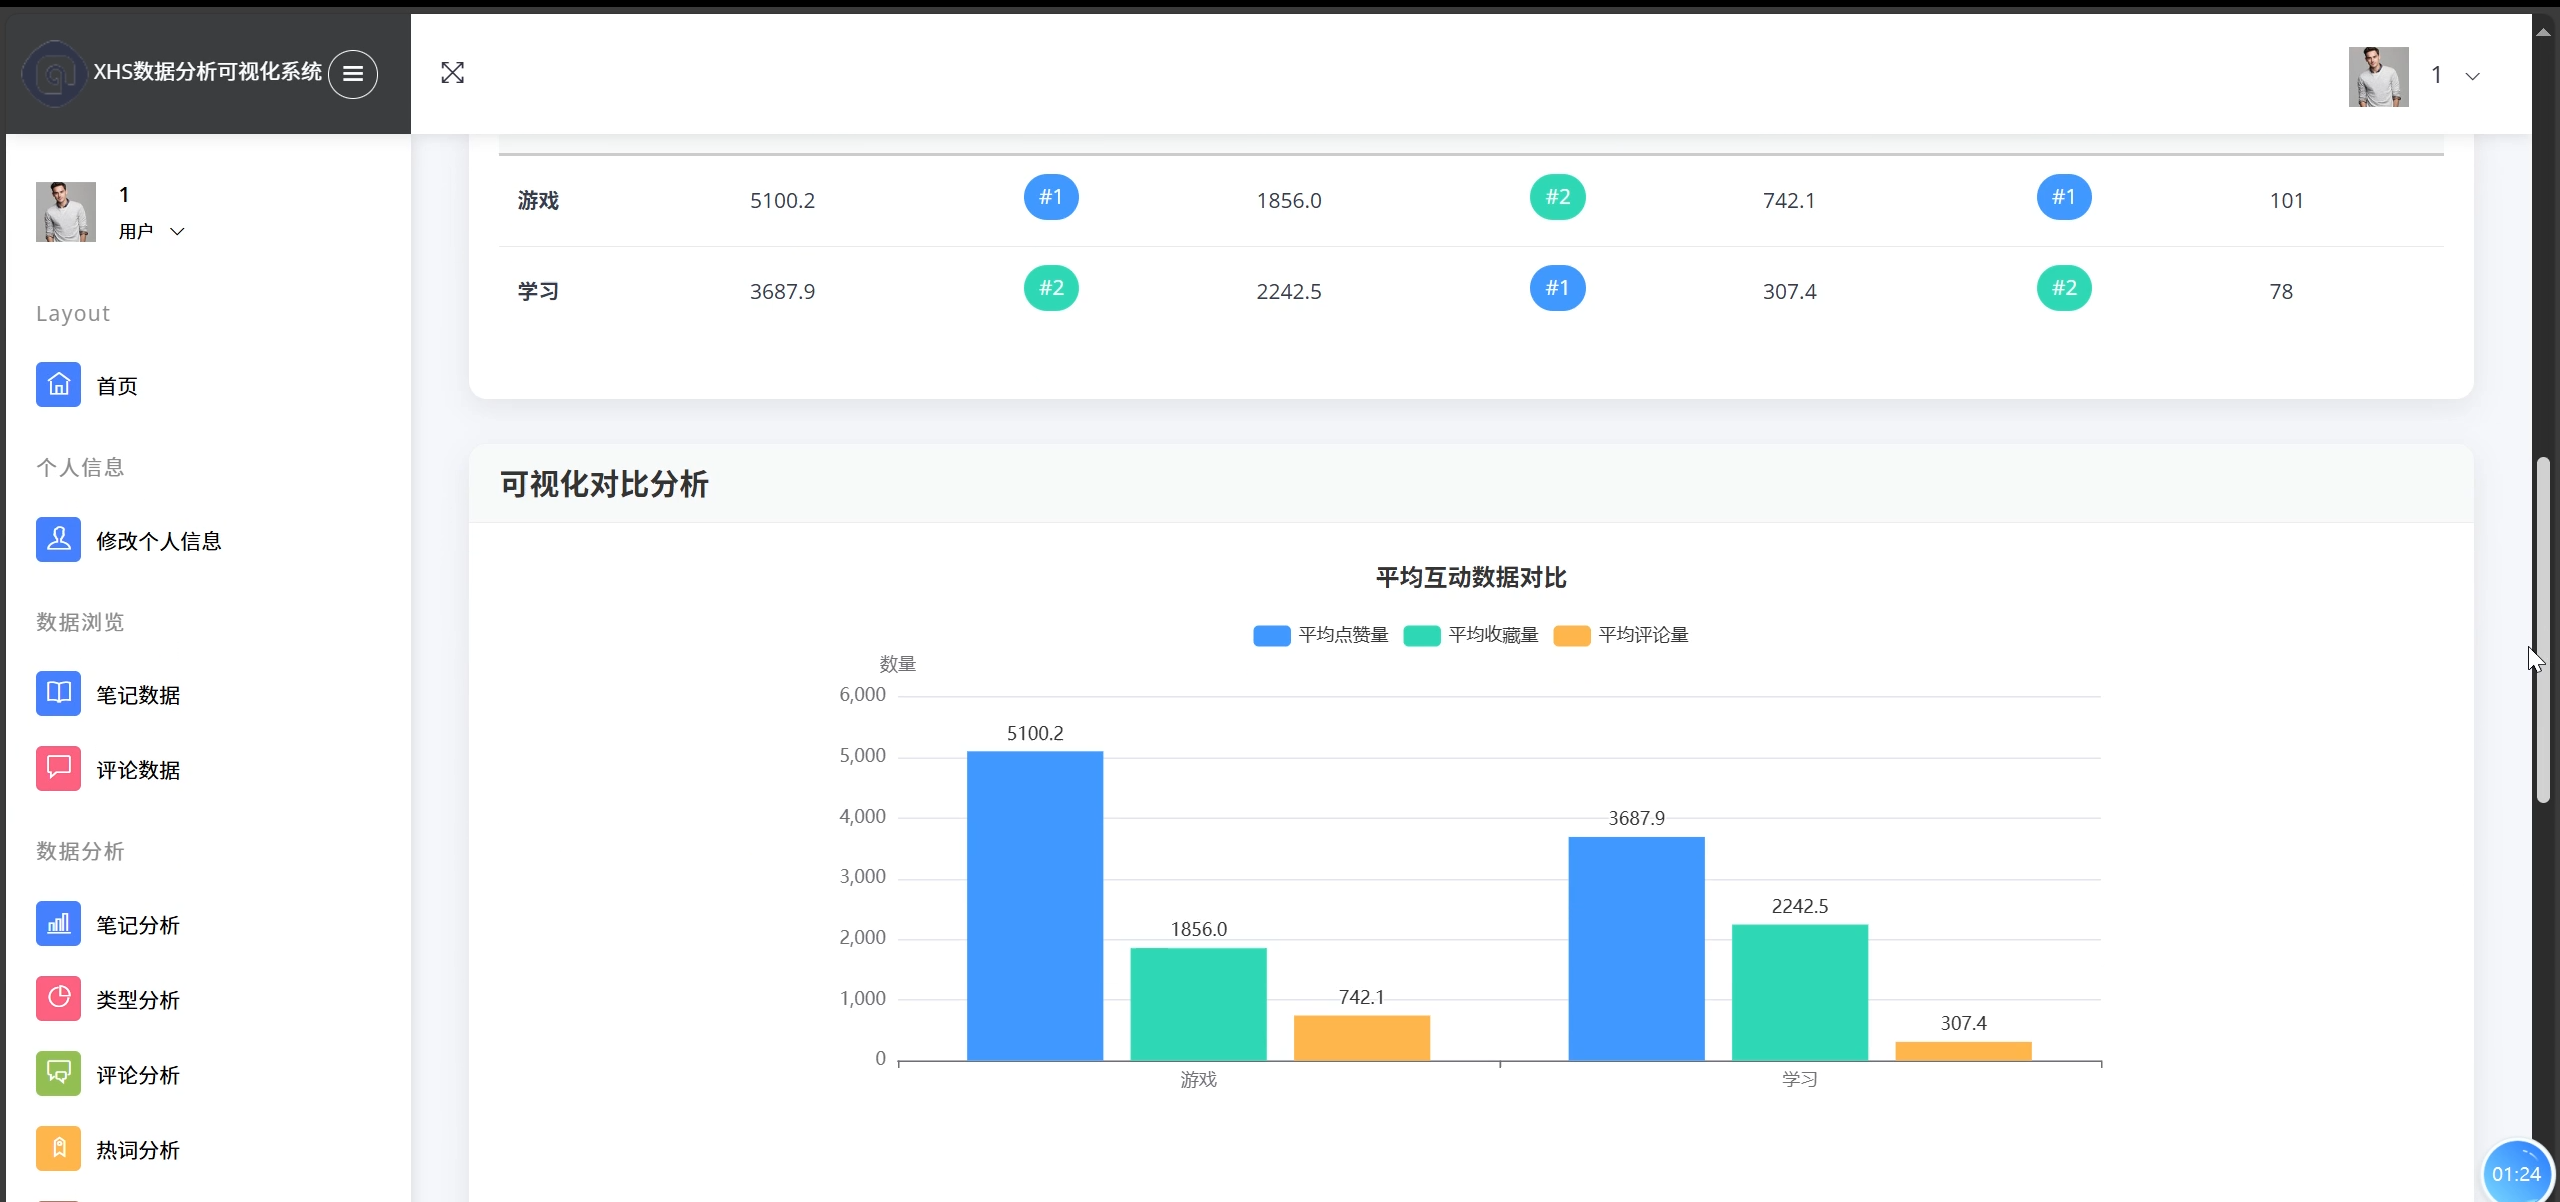 XHS数据分析可视化系统
1
1
用户
Layout
首页
个人信息
修改个人信息
数据浏览
笔记数据
评论数据
数据分析
笔记分析
类型分析
评论分析
热词分析
游戏 5100.2 #1 1856.0 #2 742.1 #1 101
学习 3687.9 #2 2242.5 #1 307.4 #2 78
可视化对比分析
平均互动数据对比
平均点赞量 平均收藏量 平均评论量
数量
6,000
5,000
4,000
3,000
2,000
1,000
0
5100.2
1856.0
742.1
3687.9
2242.5
307.4
游戏 学习
01:24